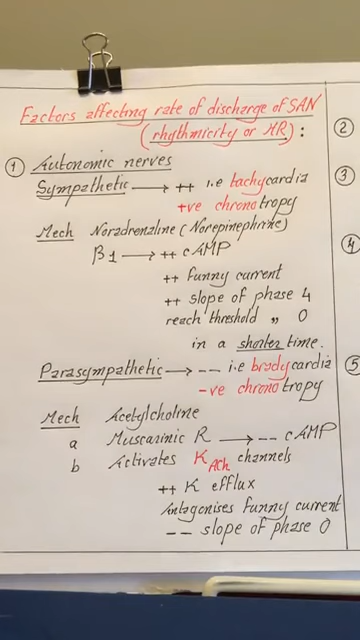 Factors affecting rate of discharge of SAN
(rhythmicity or HR):
① Autonomic nerves
Sympathetic → ++ i.e tachycardia
+ve chronotropy
Mech Noradrenaline (Norepinephrine)
β1 → ++ cAMP
++ funny current
++ slope of phase 4
reach threshold ,, 0
in a shorter time.
Parasympathetic → -- i.e bradycardia
-ve chronotropy
Mech Acetylcholine
a Muscarinic R → -- cAMP
b Activates K ACh channels
++ K efflux
Antagonises funny current
-- slope of phase 0
②
③
④
⑤